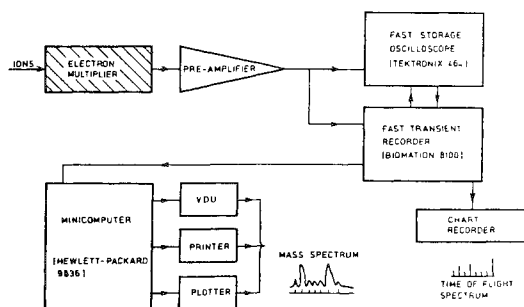 IONS
ELECTRON
MULTIPLIER
PRE-AMPLIFIER
FAST STORAGE
OSCILLOSCOPE
[TEKTRONIX
FAST TRANSIENT
RECORDER
[BIOMATION 8100]
MINICOMPUTER
[HEWLETT-PACKARD
9836]
VDU
PRINTER
PLOTTER
MASS SPECTRUM
CHART
RECORDER
TIME OF FLIGHT
SPECTRUM